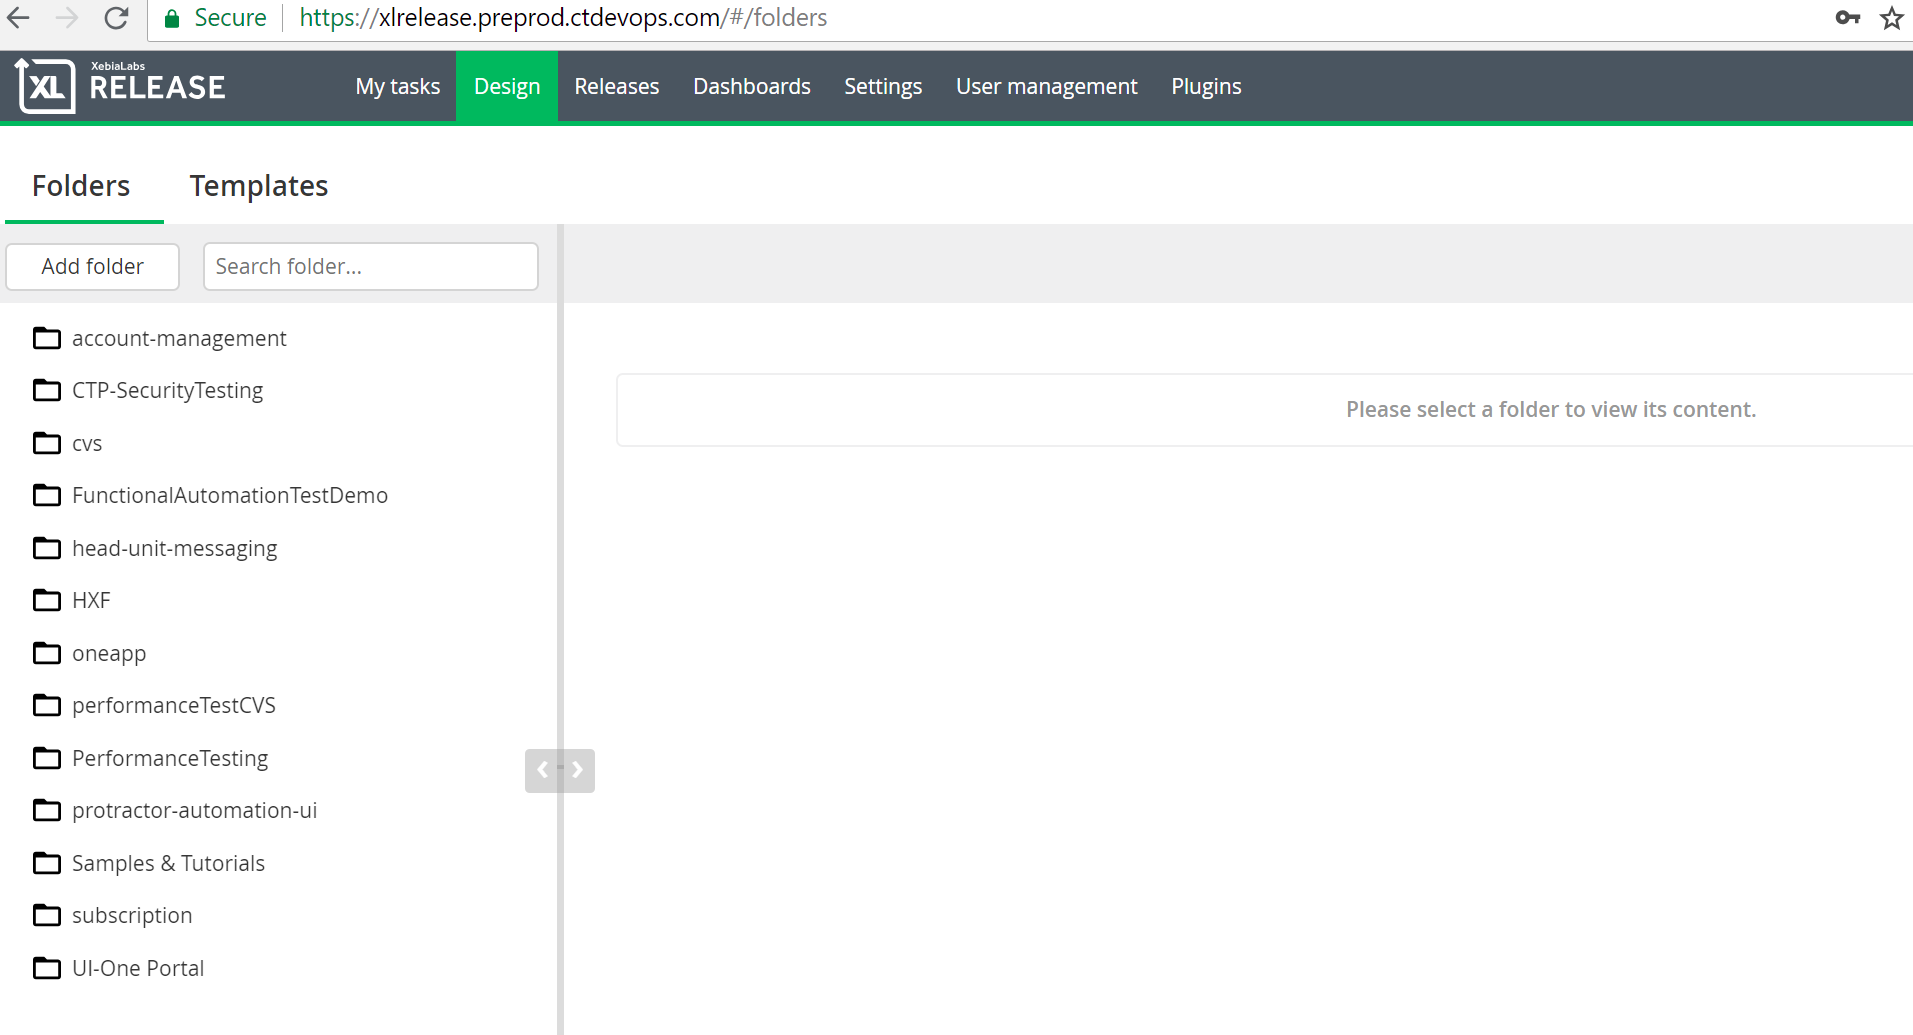 Secure https://xlrelease.preprod.ctdevops.com/#/folders
XL XebiaLabs
RELEASE My tasks Design Releases Dashboards Settings User management Plugins
Folders Templates
Add folder Search folder...
account-management
Please select a folder to view its content.
CTP-SecurityTesting
cvs
FunctionalAutomationTestDemo
head-unit-messaging
HXF
oneapp
performanceTestCVS
PerformanceTesting
protractor-automation-ui
Samples & Tutorials
subscription
UI-One Portal